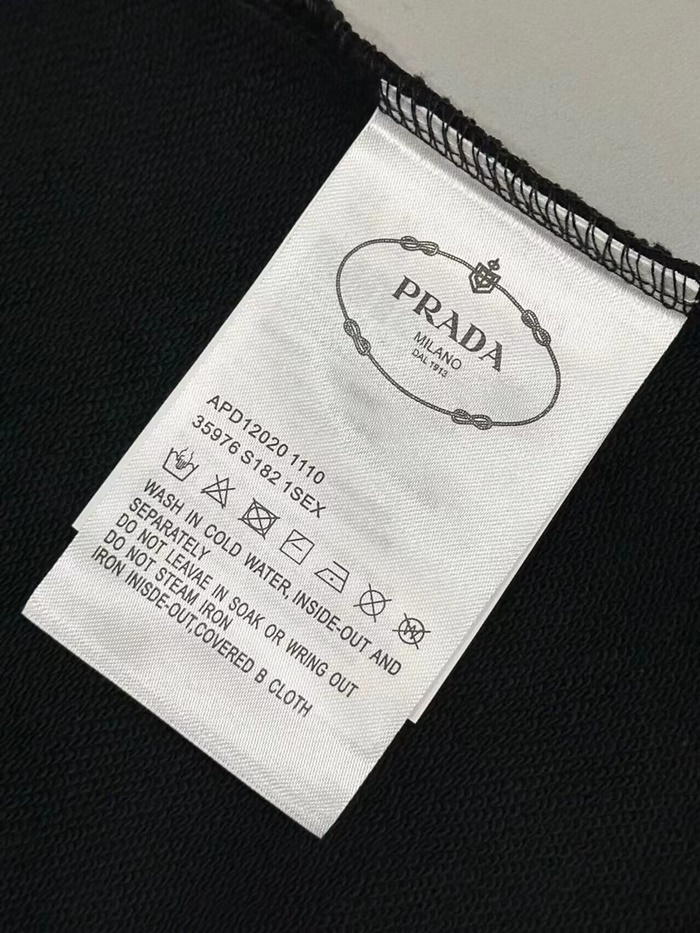 PRADA
MILANO
DAL 1913
APD12020 1110
35976 S182 1SEX
WASH IN COLD WATER, INSIDE-OUT AND
SEPARATELY
DO NOT LEAVAE IN SOAK OR WRING OUT
DO NOT STEAM IRON
IRON INISDE-OUT,COVERED B CLOTH